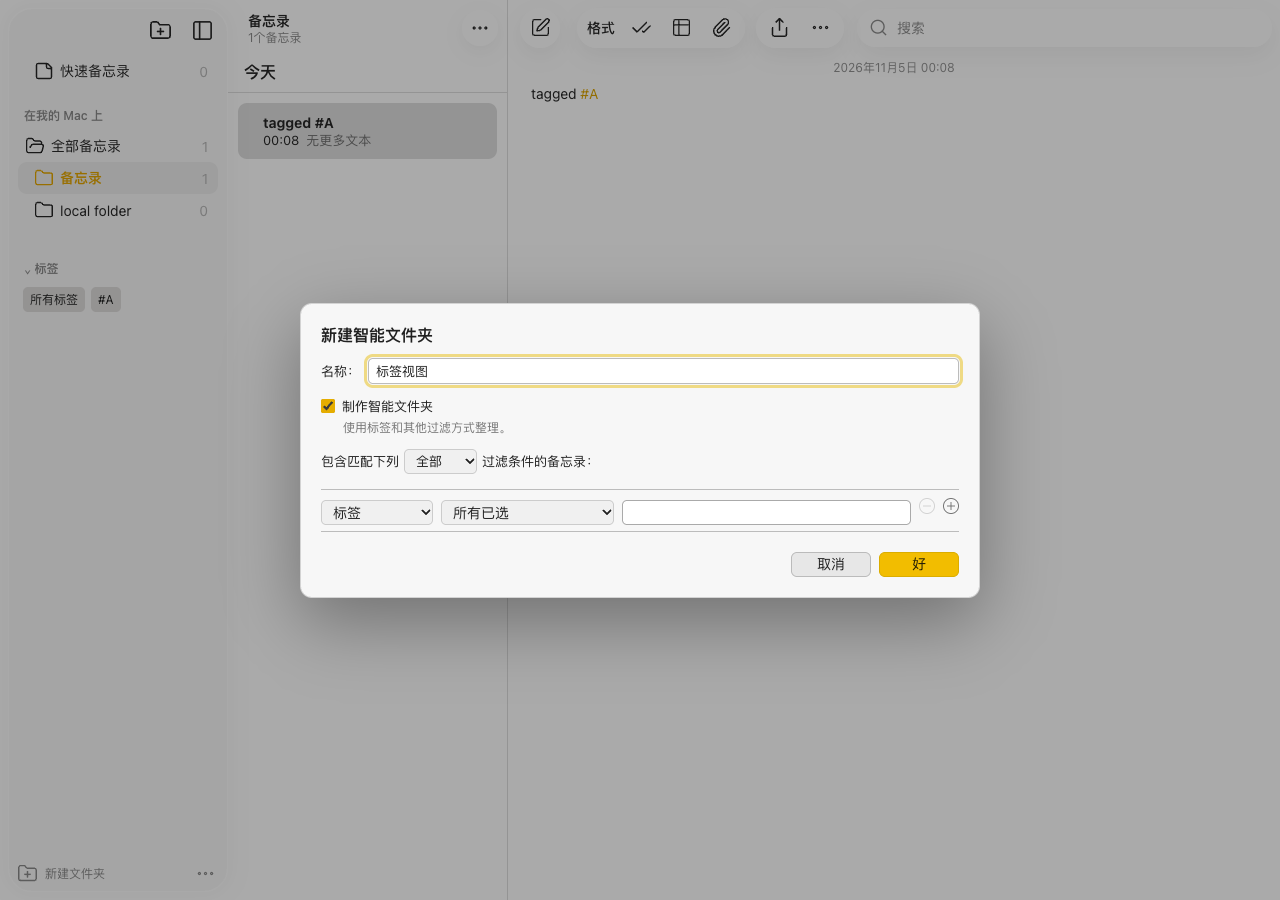 快速备忘录 0
在我的 Mac 上
全部备忘录 1
备忘录 1
local folder 0
标签
所有标签 #A
新建文件夹
备忘录
1个备忘录
今天
tagged #A
00:08 无更多文本
格式
搜索
2026年11月5日 00:08
tagged #A
新建智能文件夹
名称： 标签视图
制作智能文件夹
使用标签和其他过滤方式整理。
包含匹配下列 全部 过滤条件的备忘录：
标签 所有已选
取消 好